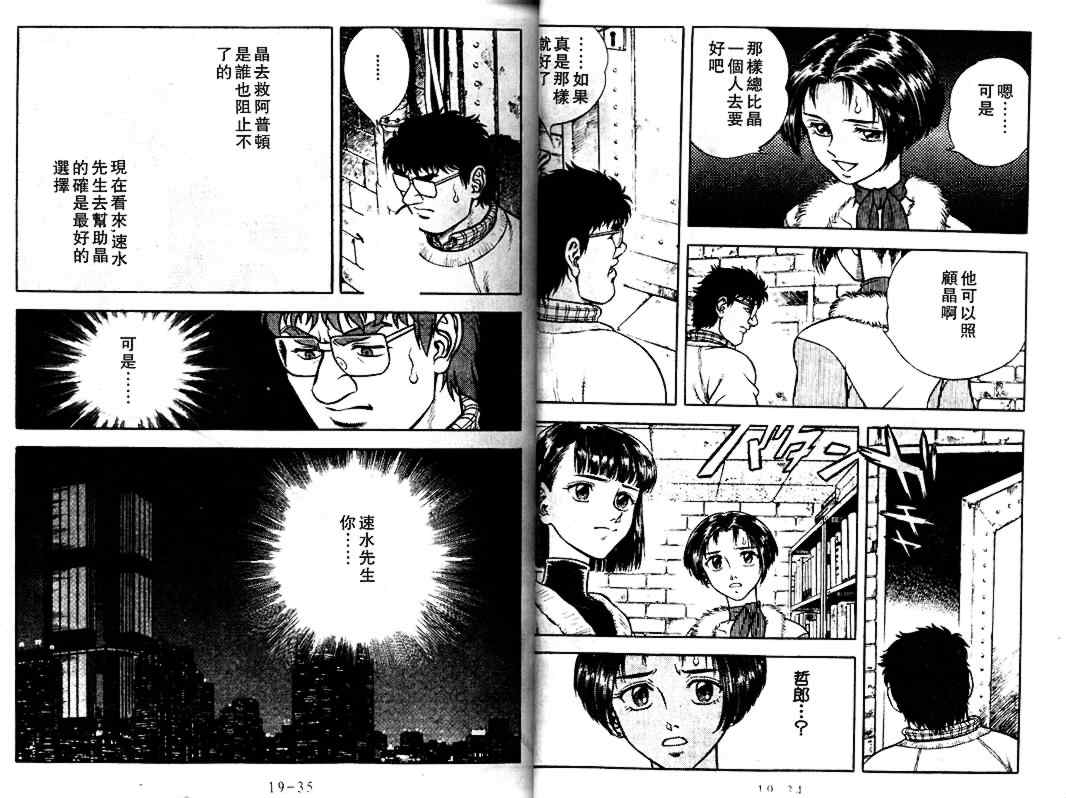 嗯……
可是
那樣總比晶
一個人去要
好吧
他可以照
顧晶啊
……如果
真是那樣
就好了
哲郎…？
19-34
……
晶去救阿普頓
是誰也阻止不
了的
現在看來,速水
先生去幫助晶
的確是最好的
選擇
可是……
速水先生
你……
19-35